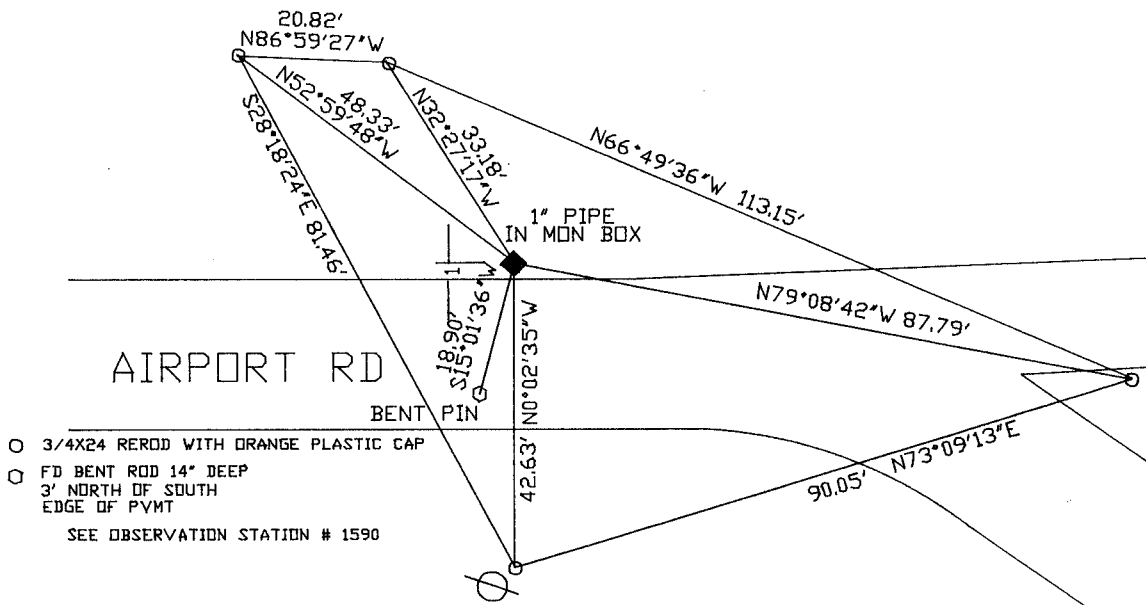 20.82'
N86°59'27"W
48.33'
N52°59'48"W
33.18'
N32°27'17"W
S28°18'24"E 81.46'
N66°49'36"W 113.15'
1" PIPE
IN MON BOX
1'
18.90'
S15°01'36"W
N79°08'42"W 87.79'
AIRPORT RD
BENT PIN
42.63' N0°02'35"W
90.05' N73°09'13"E
3/4X24 REROD WITH ORANGE PLASTIC CAP
FD BENT ROD 14" DEEP
3' NORTH OF SOUTH
EDGE OF PVMT
SEE OBSERVATION STATION # 1590